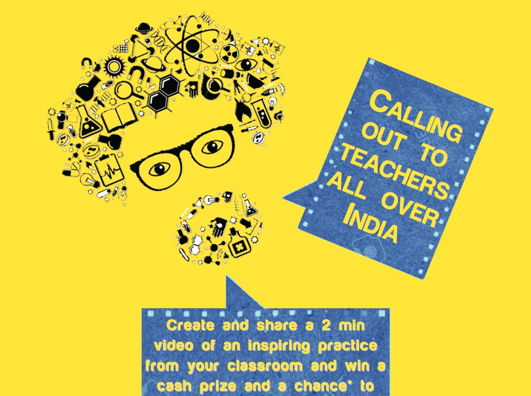 CALLING
OUT TO
TEACHERS
ALL OVER
INDIA
Create and share a 2 min
video of an inspiring practice
from your classroom and win a
cash prize and a chance* to